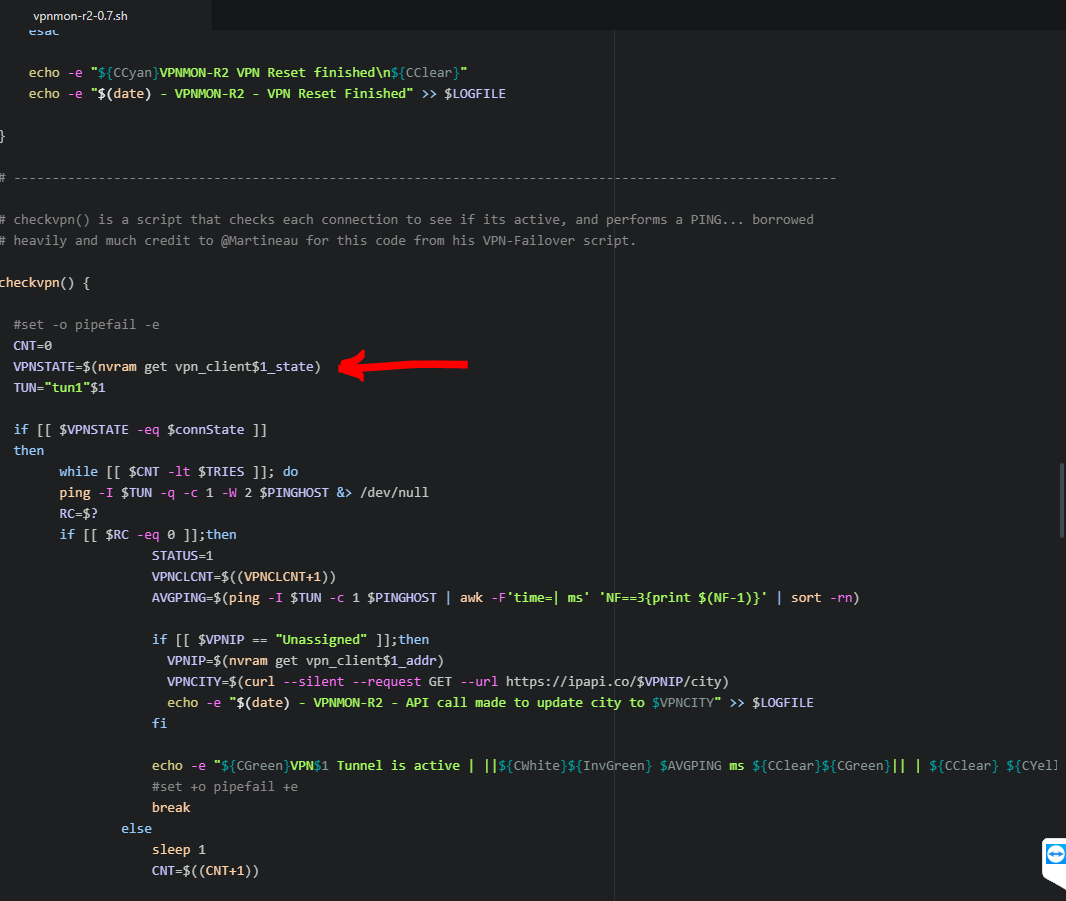 vpnmon-r2-0.7.sh
esac
echo -e "${CCyan}VPNMON-R2 VPN Reset finished\n${CClear}"
echo -e "$(date) - VPNMON-R2 - VPN Reset Finished" >> $LOGFILE
}
# -----------------------------------------------------------------------------------------------------------
# checkvpn() is a script that checks each connection to see if its active, and performs a PING... borrowed
# heavily and much credit to @Martineau for this code from his VPN-Failover script.
checkvpn() {
#set -o pipefail -e
CNT=0
VPNSTATE=$(nvram get vpn_client$1_state)
TUN="tun1"$1
if [[ $VPNSTATE -eq $connState ]]
then
while [[ $CNT -lt $TRIES ]]; do
ping -I $TUN -q -c 1 -W 2 $PINGHOST &> /dev/null
RC=$?
if [[ $RC -eq 0 ]];then
STATUS=1
VPNCLCNT=$((VPNCLCNT+1))
AVGPING=$(ping -I $TUN -c 1 $PINGHOST | awk -F'time=| ms' 'NF==3{print $(NF-1)}' | sort -rn)
if [[ $VPNIP == "Unassigned" ]];then
VPNIP=$(nvram get vpn_client$1_addr)
VPNCITY=$(curl --silent --request GET --url https://ipapi.co/$VPNIP/city)
echo -e "$(date) - VPNMON-R2 - API call made to update city to $VPNCITY" >> $LOGFILE
fi
echo -e "${CGreen}VPN$1 Tunnel is active | ||${CWhite}${InvGreen} $AVGPING ms ${CClear}${CGreen}|| | ${CClear} ${CYell
#set +o pipefail +e
break
else
sleep 1
CNT=$((CNT+1))